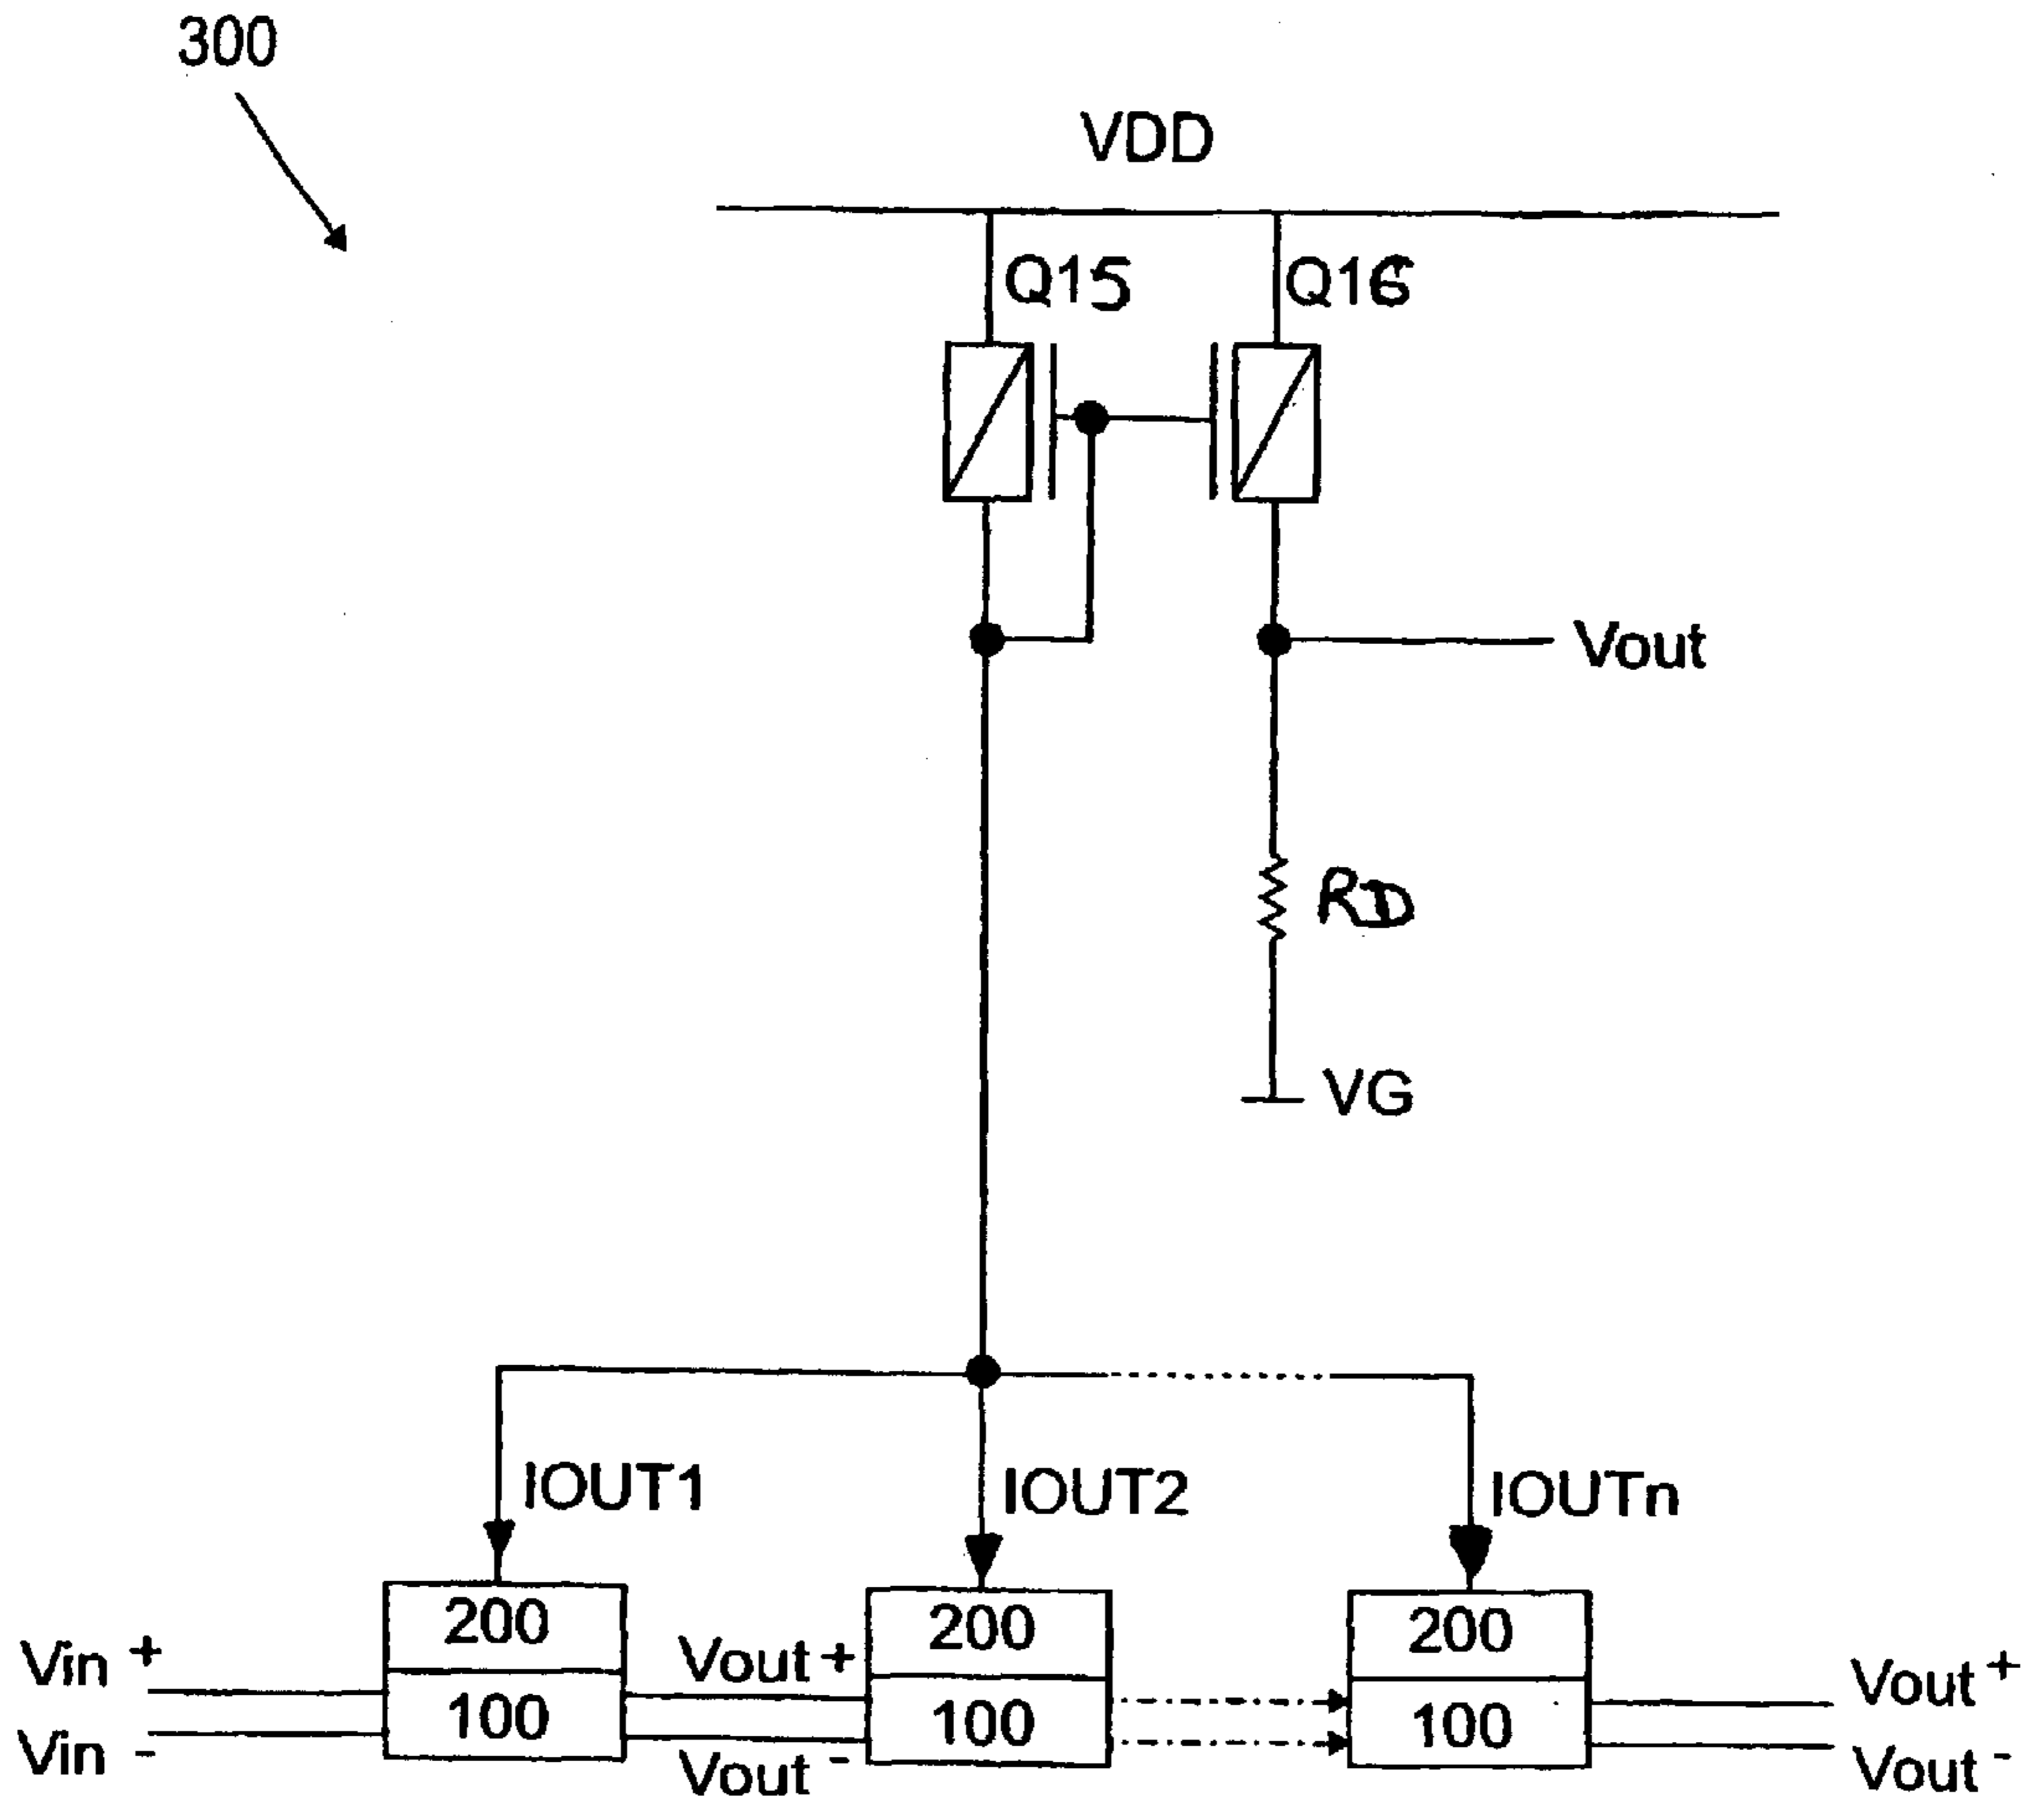 300
VDD
Q15 Q16
Vout
RD
VG
IOUT1 IOUT2 IOUTn
200 200 200
Vin + Vout + Vout +
100 100 100
Vin - Vout - Vout -